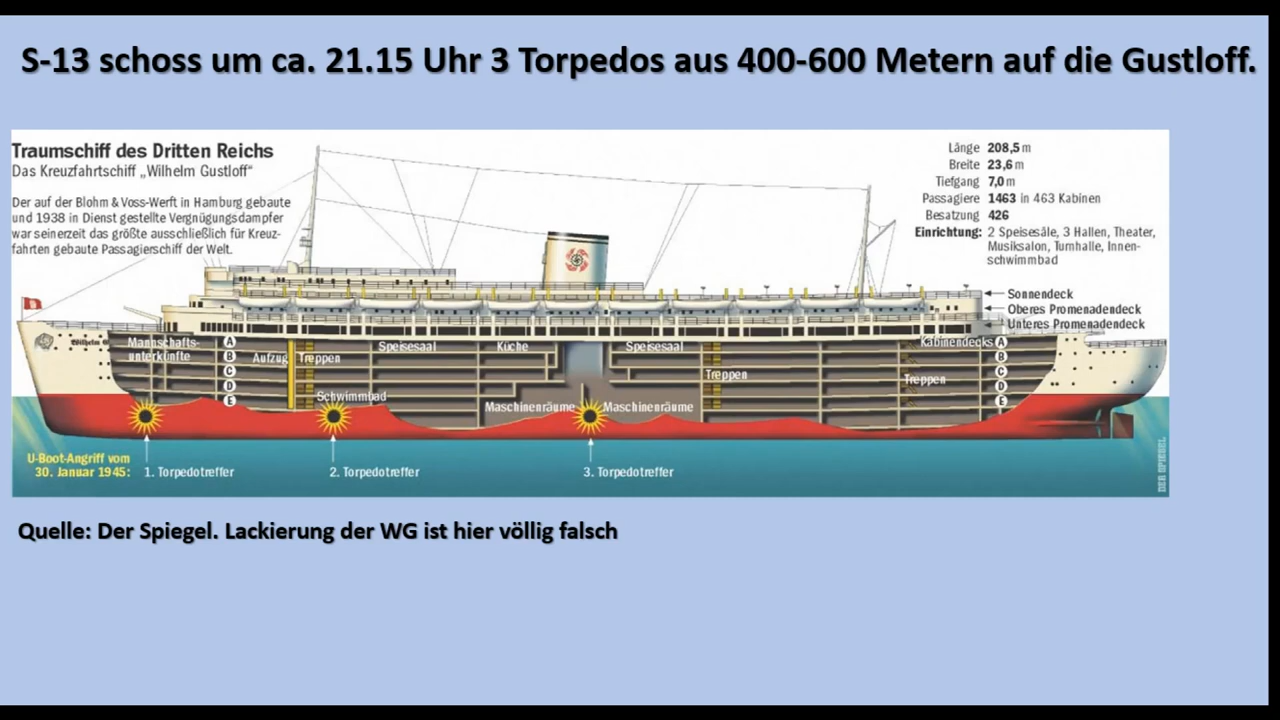 S-13 schoss um ca. 21.15 Uhr 3 Torpedos aus 400-600 Metern auf die Gustloff.
Traumschiff des Dritten Reichs
Das Kreuzfahrtschiff „Wilhelm Gustloff“
Der auf der Blohm & Voss-Werft in Hamburg gebaute
und 1938 in Dienst gestellte Vergnügungsdampfer
war seinerzeit das größte ausschließlich für Kreuz-
fahrten gebaute Passagierschiff der Welt.
Länge 208,5 m
Breite 23,6 m
Tiefgang 7,0 m
Passagiere 1463 in 463 Kabinen
Besatzung 426
Einrichtung: 2 Speisesäle, 3 Hallen, Theater,
Musiksalon, Turnhalle, Innen-
schwimmbad
Sonnendeck
Oberes Promenadendeck
Unteres Promenadendeck
Wilhelm G
Mannschafts-
unterkünfte
A
B
C
D
E
Aufzug
Treppen
Speisesaal
Küche
Speisesaal
Kabinendecks
A
B
C
D
E
Treppen
Treppen
Schwimmbad
Maschinenräume
Maschinenräume
U-Boot-Angriff vom
30. Januar 1945:
1. Torpedotreffer
2. Torpedotreffer
3. Torpedotreffer
DER SPIEGEL
Quelle: Der Spiegel. Lackierung der WG ist hier völlig falsch